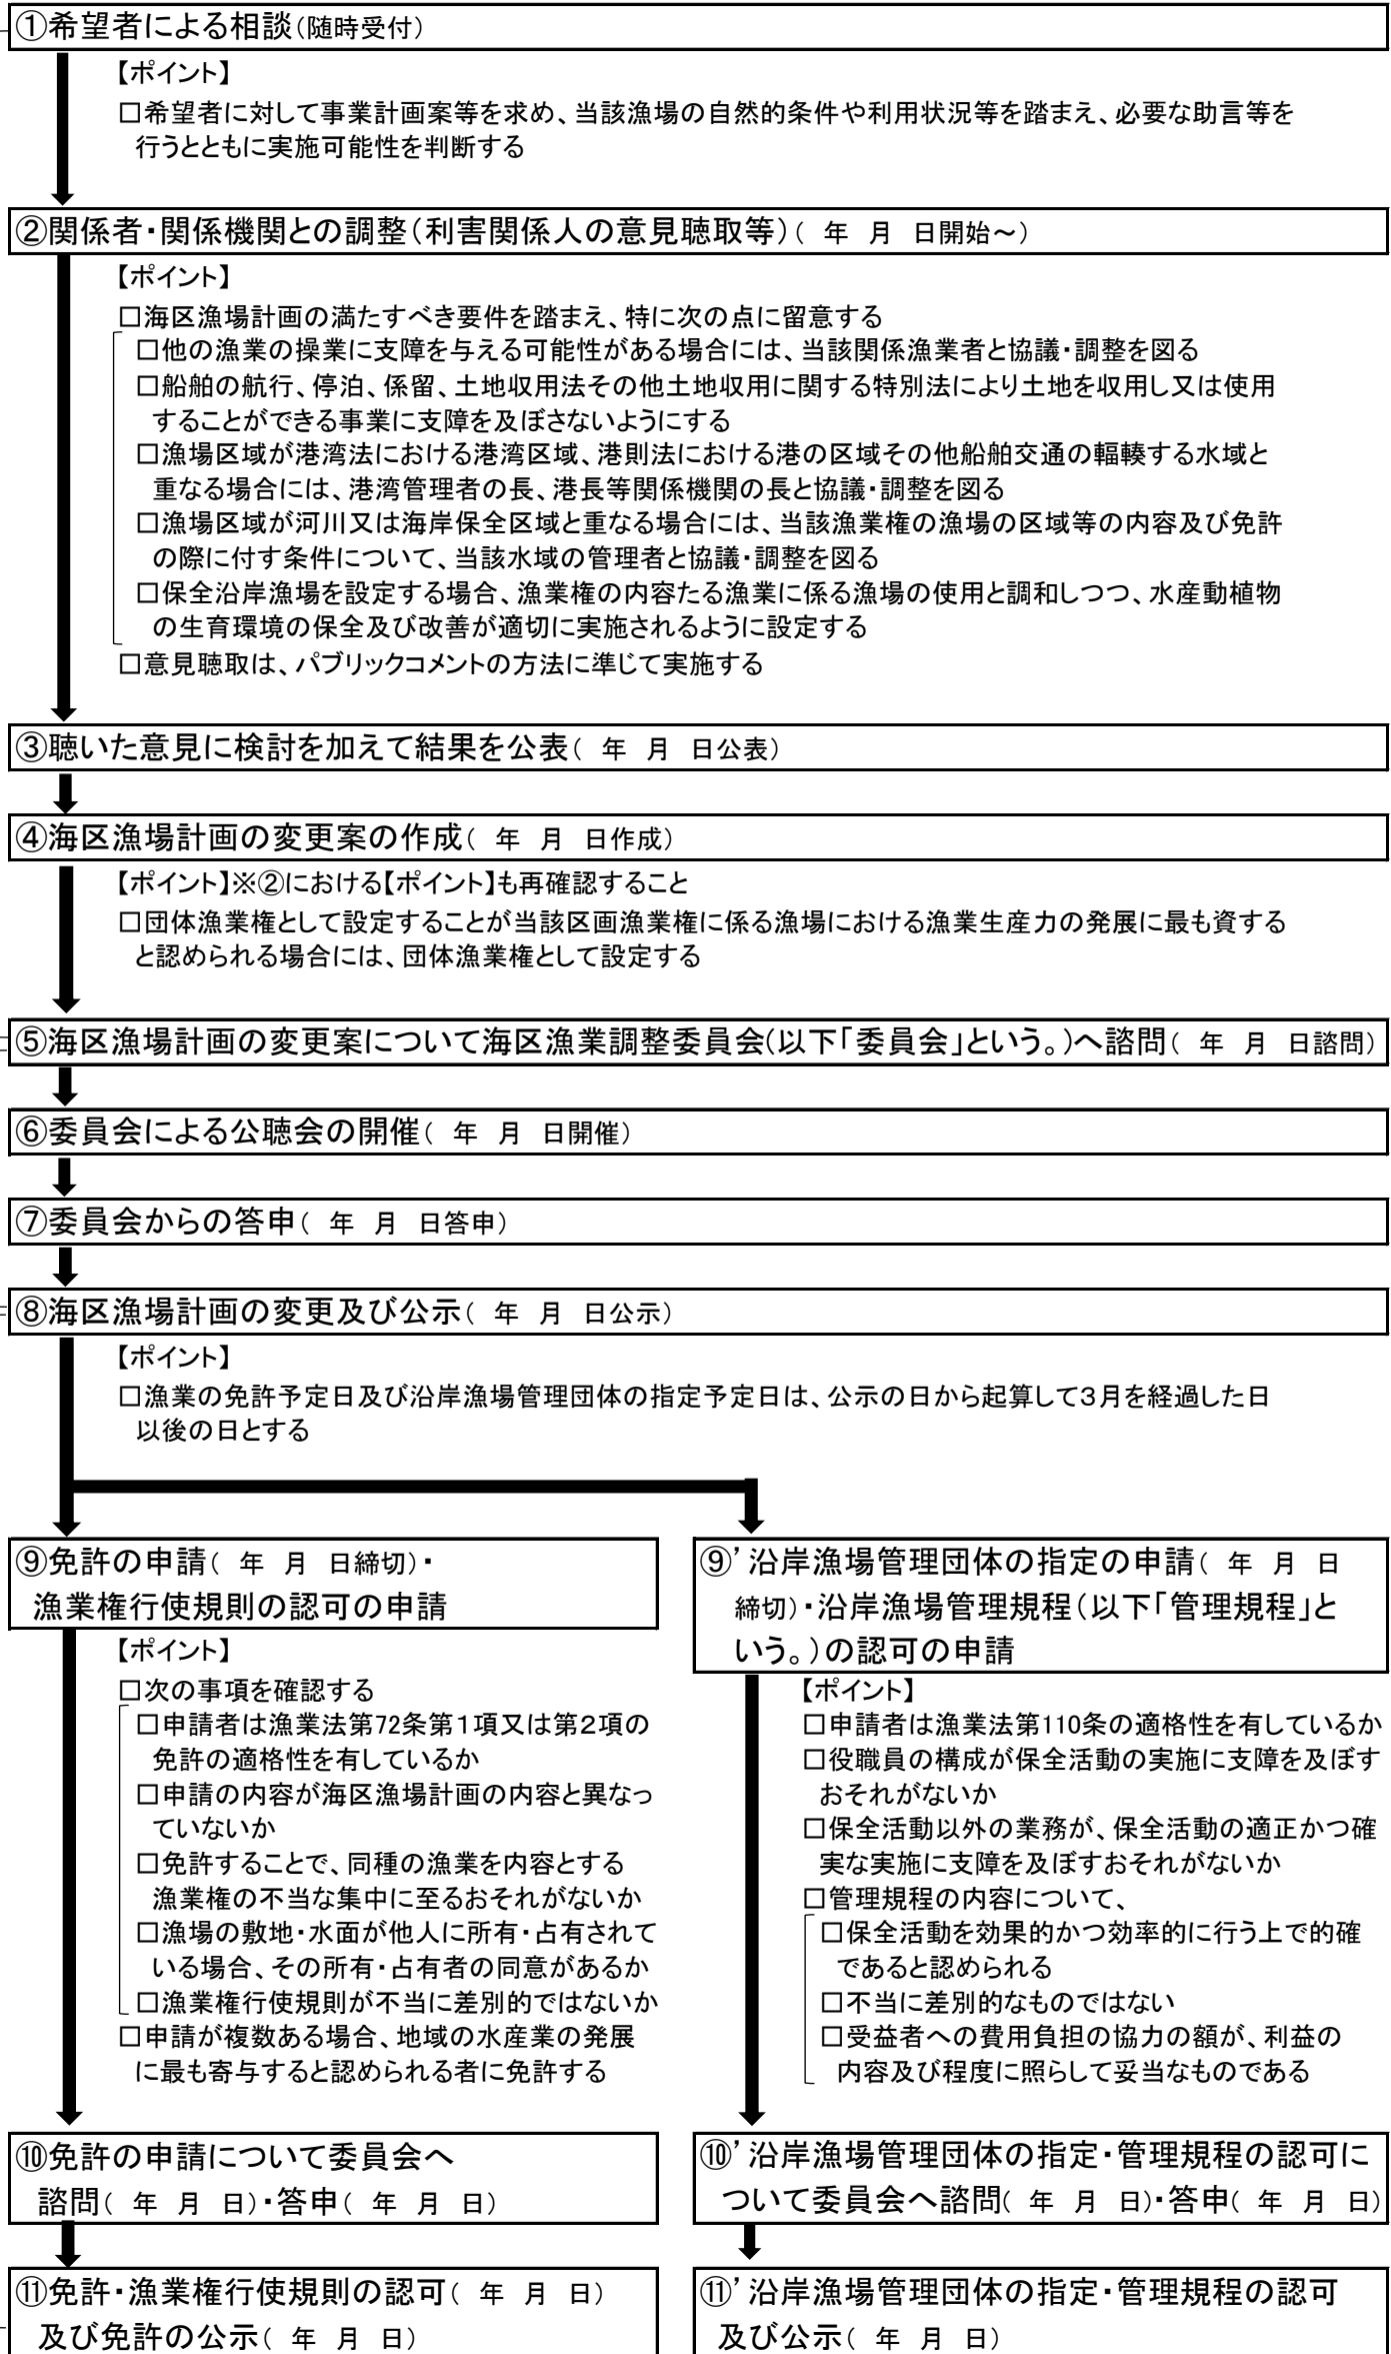 ①希望者による相談(随時受付)
【ポイント】
□希望者に対して事業計画案等を求め、当該漁場の自然的条件や利用状況等を踏まえ、必要な助言等を
行うとともに実施可能性を判断する
②関係者・関係機関との調整(利害関係人の意見聴取等)( 年 月 日開始～)
【ポイント】
□海区漁場計画の満たすべき要件を踏まえ、特に次の点に留意する
□他の漁業の操業に支障を与える可能性がある場合には、当該関係漁業者と協議・調整を図る
□船舶の航行、停泊、係留、土地収用法その他土地収用に関する特別法により土地を収用し又は使用
することができる事業に支障を及ぼさないようにする
□漁場区域が港湾法における港湾区域、港則法における港の区域その他船舶交通の輻輳する水域と
重なる場合には、港湾管理者の長、港長等関係機関の長と協議・調整を図る
□漁場区域が河川又は海岸保全区域と重なる場合には、当該漁業権の漁場の区域等の内容及び免許
の際に付す条件について、当該水域の管理者と協議・調整を図る
□保全沿岸漁場を設定する場合、漁業権の内容たる漁業に係る漁場の使用と調和しつつ、水産動植物
の生育環境の保全及び改善が適切に実施されるように設定する
□意見聴取は、パブリックコメントの方法に準じて実施する
③聴いた意見に検討を加えて結果を公表( 年 月 日公表)
④海区漁場計画の変更案の作成( 年 月 日作成)
【ポイント】※②における【ポイント】も再確認すること
□団体漁業権として設定することが当該区画漁業権に係る漁場における漁業生産力の発展に最も資する
と認められる場合には、団体漁業権として設定する
⑤海区漁場計画の変更案について海区漁業調整委員会(以下「委員会」という。)へ諮問( 年 月 日諮問)
⑥委員会による公聴会の開催( 年 月 日開催)
⑦委員会からの答申( 年 月 日答申)
⑧海区漁場計画の変更及び公示( 年 月 日公示)
【ポイント】
□漁業の免許予定日及び沿岸漁場管理団体の指定予定日は、公示の日から起算して3月を経過した日
以後の日とする
⑨免許の申請( 年 月 日締切)・
漁業権行使規則の認可の申請
【ポイント】
□次の事項を確認する
□申請者は漁業法第72条第1項又は第2項の
免許の適格性を有しているか
□申請の内容が海区漁場計画の内容と異なっ
ていないか
□免許することで、同種の漁業を内容とする
漁業権の不当な集中に至るおそれがないか
□漁場の敷地・水面が他人に所有・占有されて
いる場合、その所有・占有者の同意があるか
□漁業権行使規則が不当に差別的ではないか
□申請が複数ある場合、地域の水産業の発展
に最も寄与すると認められる者に免許する
⑩免許の申請について委員会へ
諮問( 年 月 日)・答申( 年 月 日)
⑪免許・漁業権行使規則の認可( 年 月 日)
及び免許の公示( 年 月 日)
⑨'沿岸漁場管理団体の指定の申請( 年 月 日
締切)・沿岸漁場管理規程(以下「管理規程」と
いう。)の認可の申請
【ポイント】
□申請者は漁業法第110条の適格性を有しているか
□役職員の構成が保全活動の実施に支障を及ぼす
おそれがないか
□保全活動以外の業務が、保全活動の適正かつ確
実な実施に支障を及ぼすおそれがないか
□管理規程の内容について、
□保全活動を効果的かつ効率的に行う上で的確
であると認められる
□不当に差別的なものではない
□受益者への費用負担の協力の額が、利益の
内容及び程度に照らして妥当なものである
⑩'沿岸漁場管理団体の指定・管理規程の認可に
ついて委員会へ諮問( 年 月 日)・答申( 年 月 日)
⑪'沿岸漁場管理団体の指定・管理規程の認可
及び公示( 年 月 日)